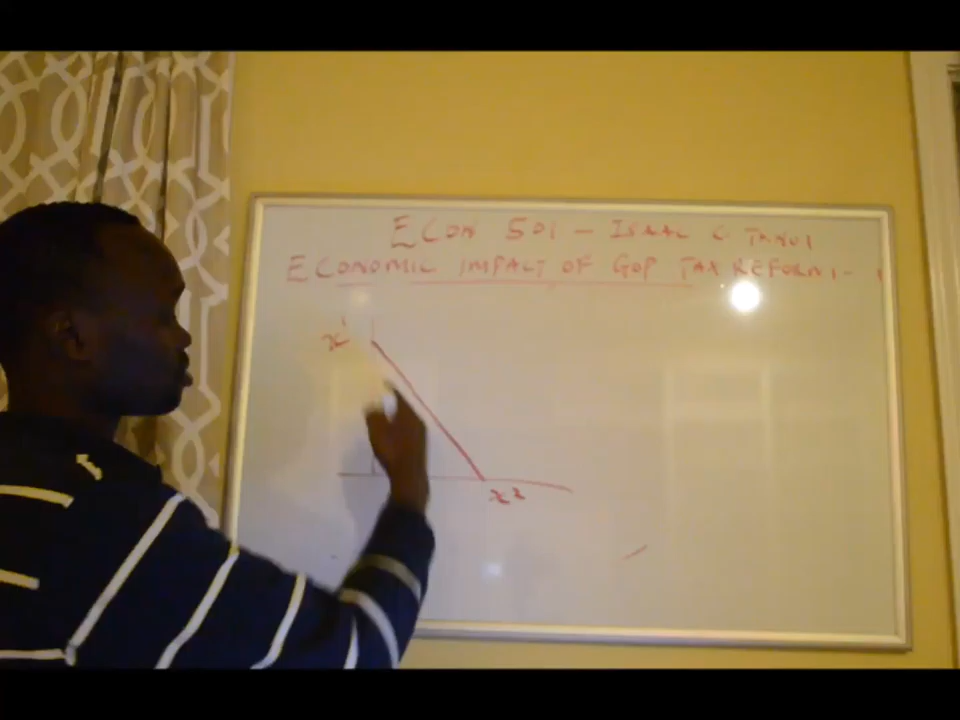 ECON 501 - ISAAC C TANUI
ECONOMIC IMPACT OF GOP TAX REFORM -
x¹
x²